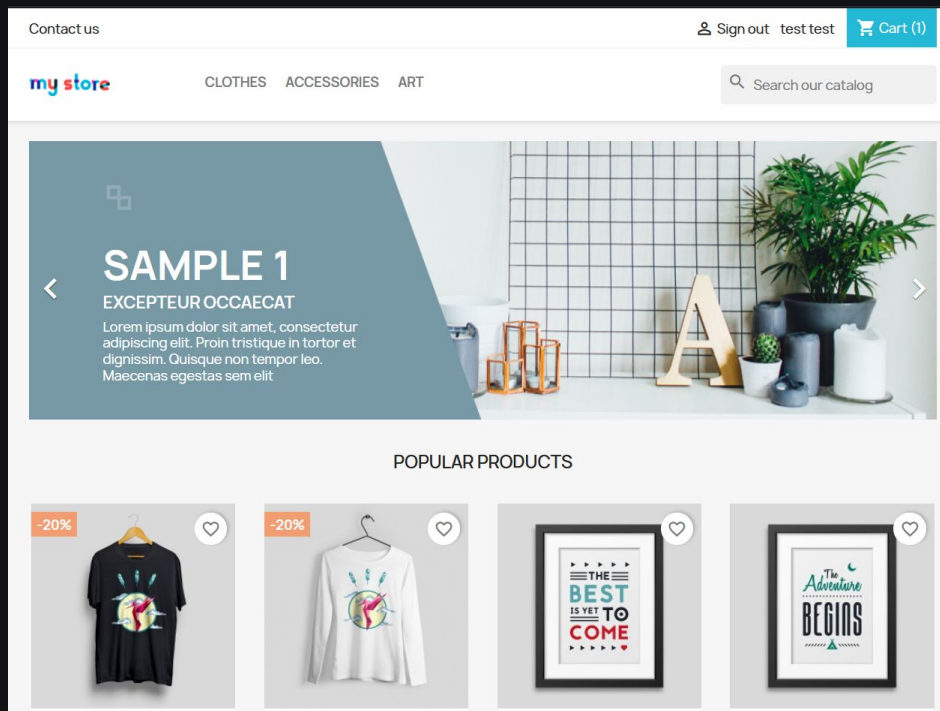 Contact us
Sign out test test Cart (1)
my store
CLOTHES ACCESSORIES ART
Search our catalog
SAMPLE 1
EXCEPTEUR OCCAECAT
Lorem ipsum dolor sit amet, consectetur
adipiscing elit. Proin tristique in tortor et
dignissim. Quisque non tempor leo.
Maecenas egestas sem elit
A
POPULAR PRODUCTS
-20%
-20%
THE
BEST
IS YET TO
COME
The
Adventure
BEGINS